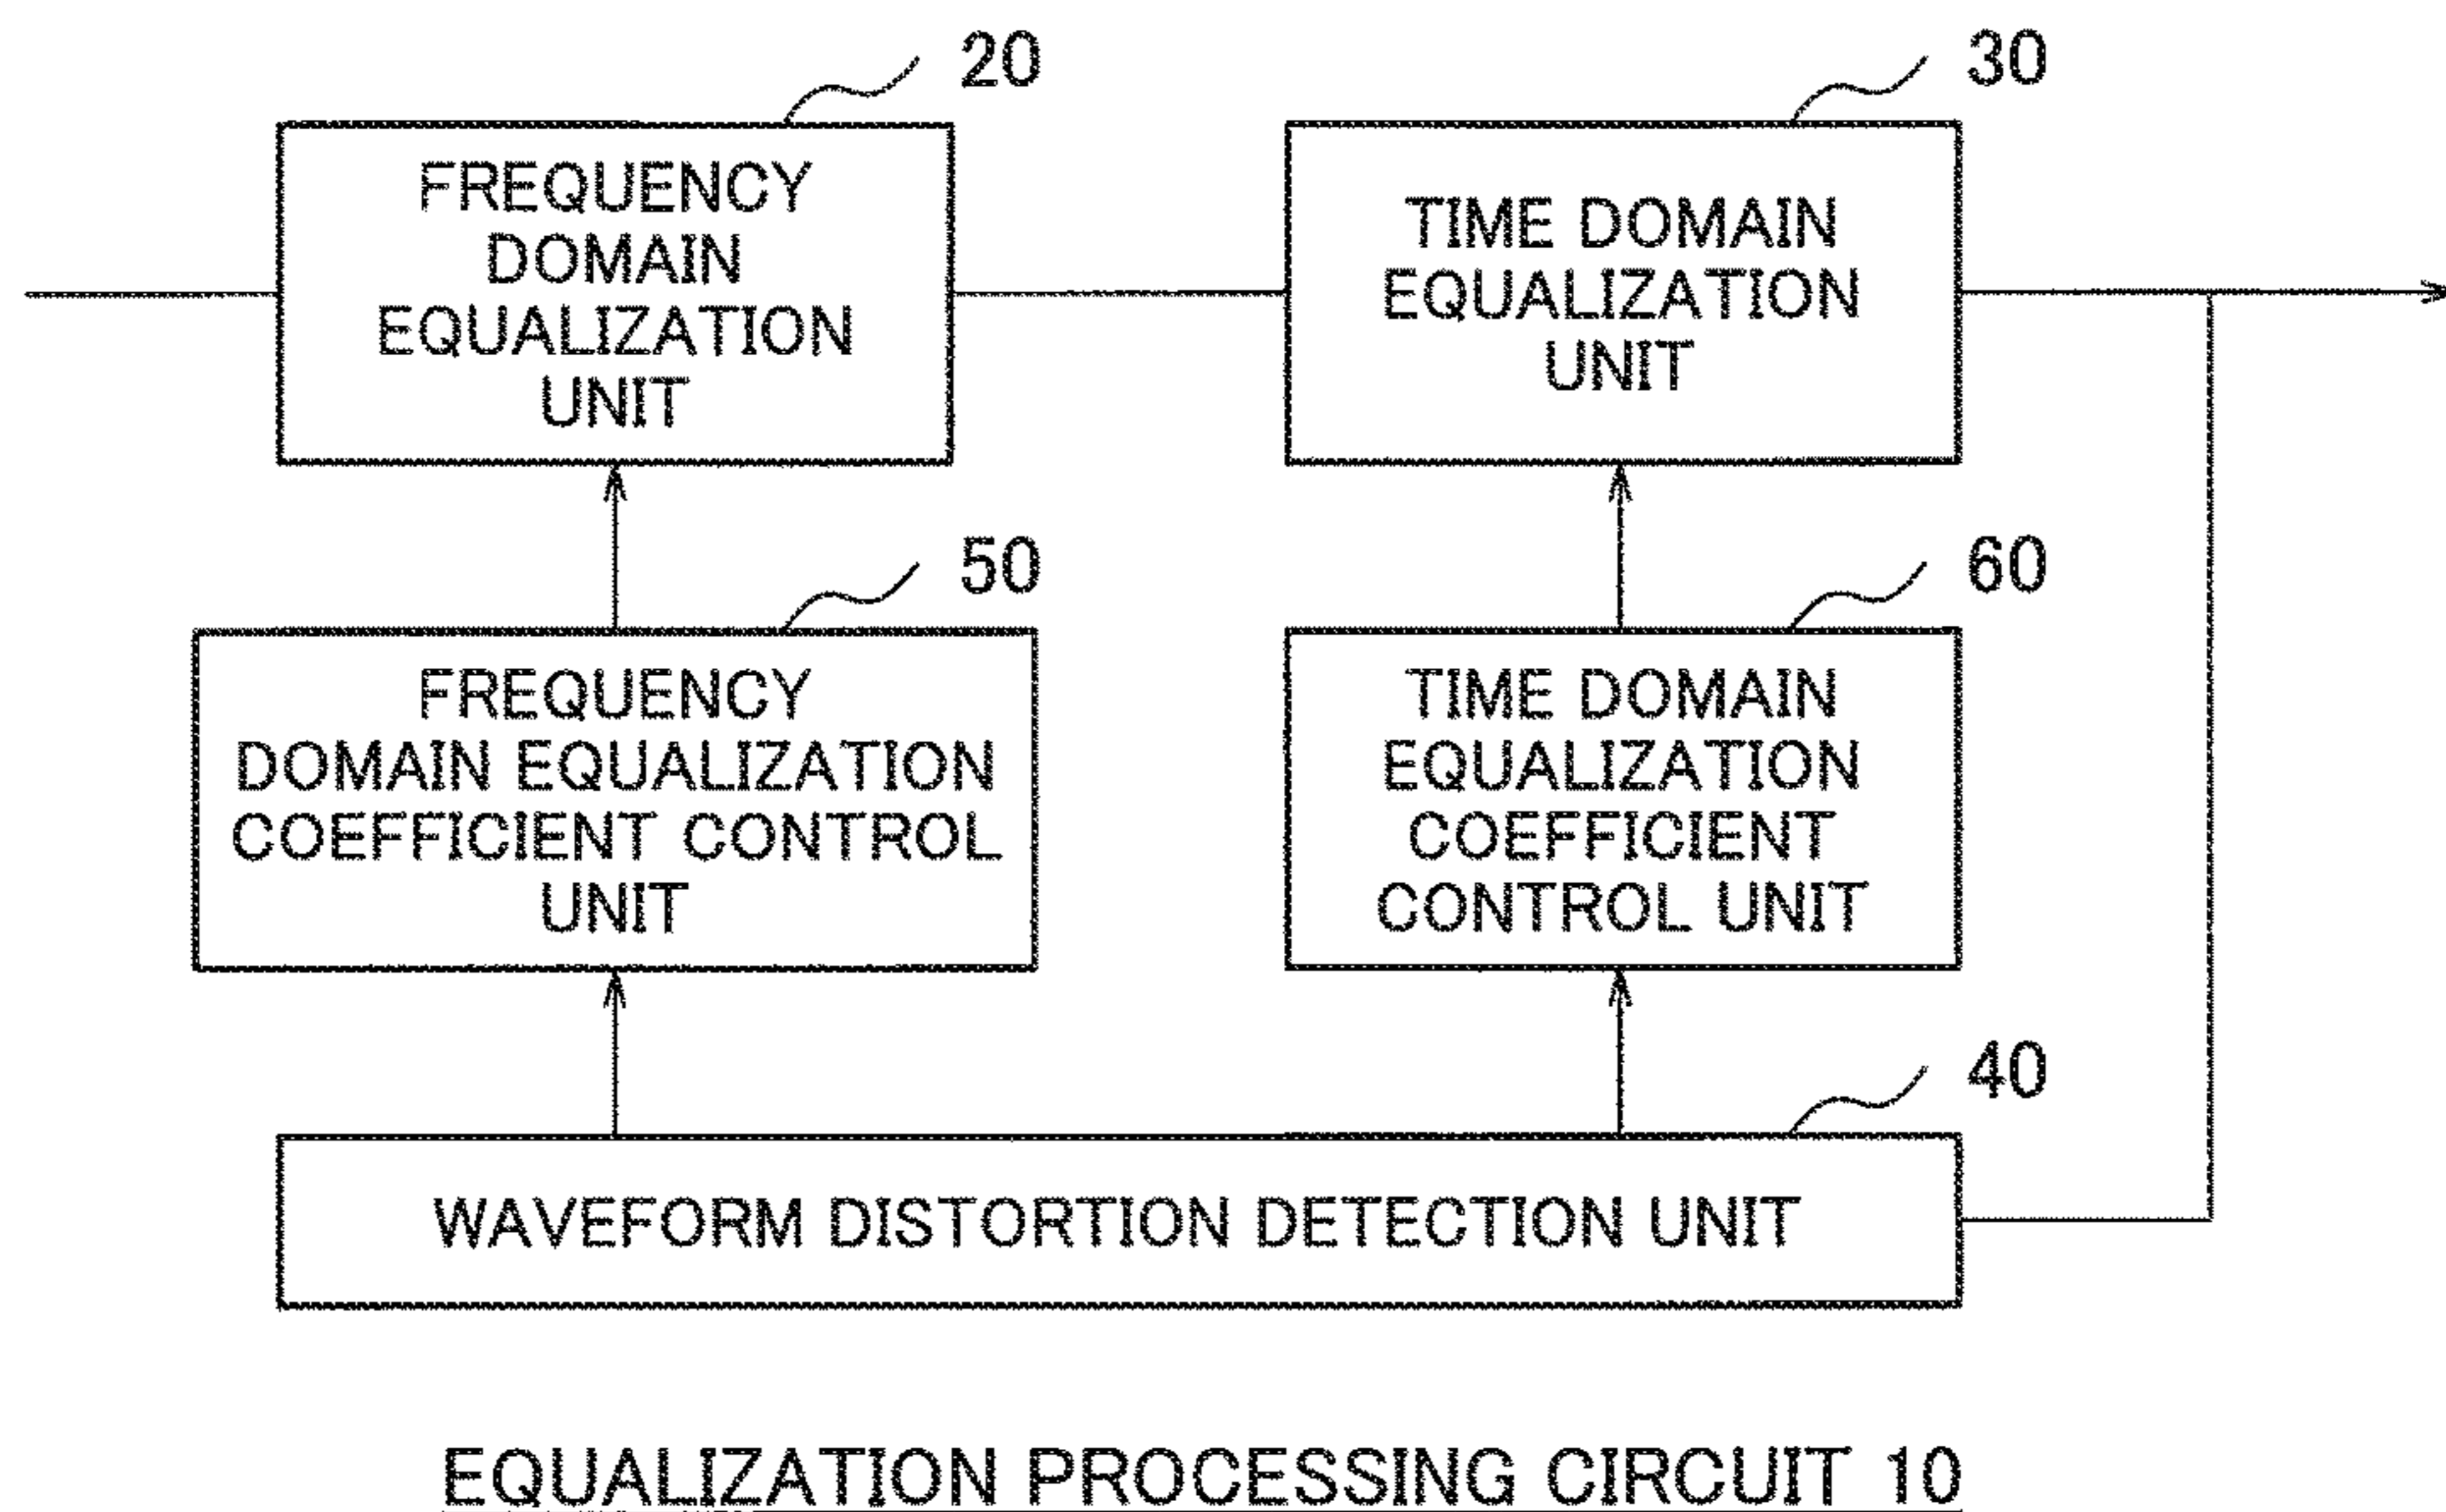 20
30
FREQUENCY
DOMAIN
EQUALIZATION
UNIT
TIME DOMAIN
EQUALIZATION
UNIT
50
60
FREQUENCY
DOMAIN EQUALIZATION
COEFFICIENT CONTROL
UNIT
TIME DOMAIN
EQUALIZATION
COEFFICIENT
CONTROL UNIT
40
WAVEFORM DISTORTION DETECTION UNIT
EQUALIZATION PROCESSING CIRCUIT 10